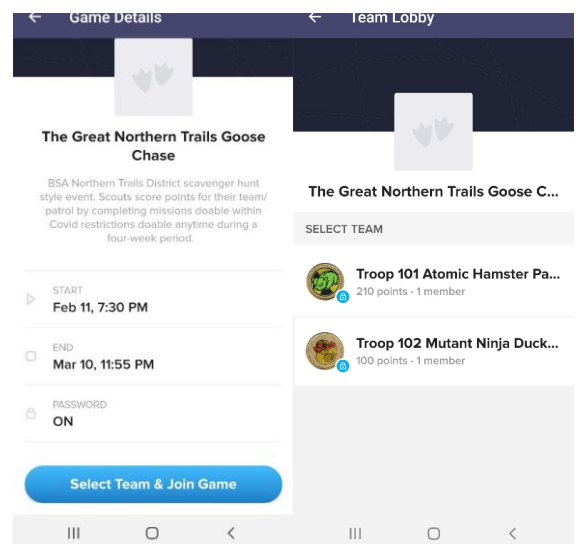 Game Details
The Great Northern Trails Goose
Chase
BSA Northern Trails District scavenger hunt
style event. Scouts score points for their team/
patrol by completing missions doable within
Covid restrictions doable anytime during a
four-week period.
START
Feb 11, 7:30 PM
END
Mar 10, 11:55 PM
PASSWORD
ON
Select Team & Join Game
Team Lobby
The Great Northern Trails Goose C...
SELECT TEAM
Troop 101 Atomic Hamster Pa...
210 points - 1 member
Troop 102 Mutant Ninja Duck...
100 points - 1 member